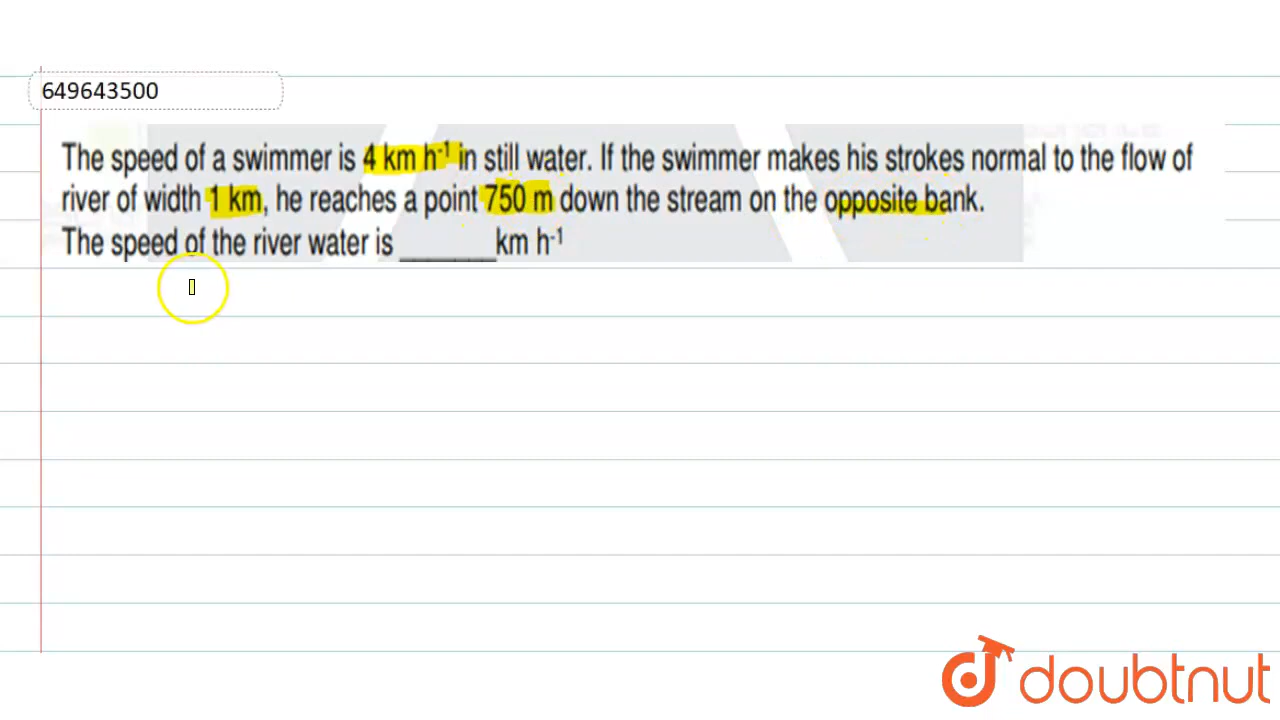 649643500
The speed of a swimmer is 4 km h⁻¹ in still water. If the swimmer makes his strokes normal to the flow of
river of width 1 km, he reaches a point 750 m down the stream on the opposite bank.
The speed of the river water is _______km h⁻¹
doubtnut